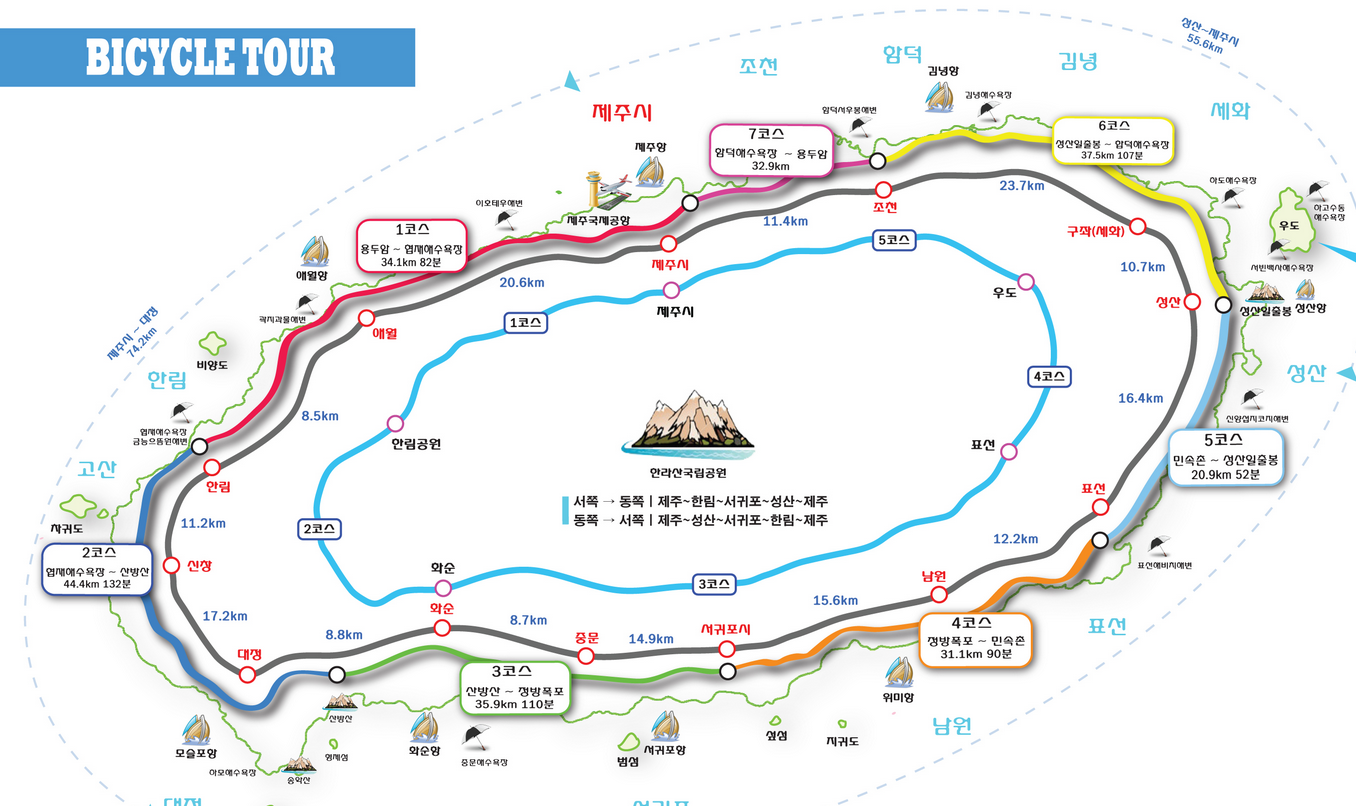 BICYCLE TOUR
성산~제주시
55.6km
조천
함덕
김녕
세화
제주시
김녕항
김녕해수욕장
함덕서우봉해변
7코스
함덕해수욕장 ~ 용두암
32.9km
6코스
성산일출봉 ~ 함덕해수욕장
37.5km 107분
제주항
제주국제공항
이호테우해변
하도해수욕장
하고수동
해수욕장
우도
서빈백사해수욕장
성산일출봉
성산항
1코스
용두암 ~ 협재해수욕장
34.1km 82분
애월항
곽지과물해변
제주시 ~ 대정
74.2km
23.7km
조천
11.4km
구좌(세화)
제주시
20.6km
10.7km
5코스
우도
성산
제주시
1코스
애월
비양도
한림
성산
4코스
16.4km
8.5km
한림공원
신양섭지코지해변
협재해수욕장
금능으뜸원해변
표선
5코스
민속촌 ~ 성산일출봉
20.9km 52분
고산
한림
한라산국립공원
표선
차귀도
11.2km
2코스
서쪽 → 동쪽 | 제주~한림~서귀포~성산~제주
동쪽 → 서쪽 | 제주~성산~서귀포~한림~제주
12.2km
2코스
협재해수욕장 ~ 산방산
44.4km 132분
신창
표선해비치해변
화순
3코스
남원
15.6km
17.2km
화순
8.8km
8.7km
중문
14.9km
서귀포시
4코스
정방폭포 ~ 민속촌
31.1km 90분
표선
대정
3코스
산방산 ~ 정방폭포
35.9km 110분
위미항
산방산
남원
모슬포항
형제섬
화순항
중문해수욕장
범섬
서귀포항
섶섬
지귀도
하모해수욕장
송악산
대정
서귀포